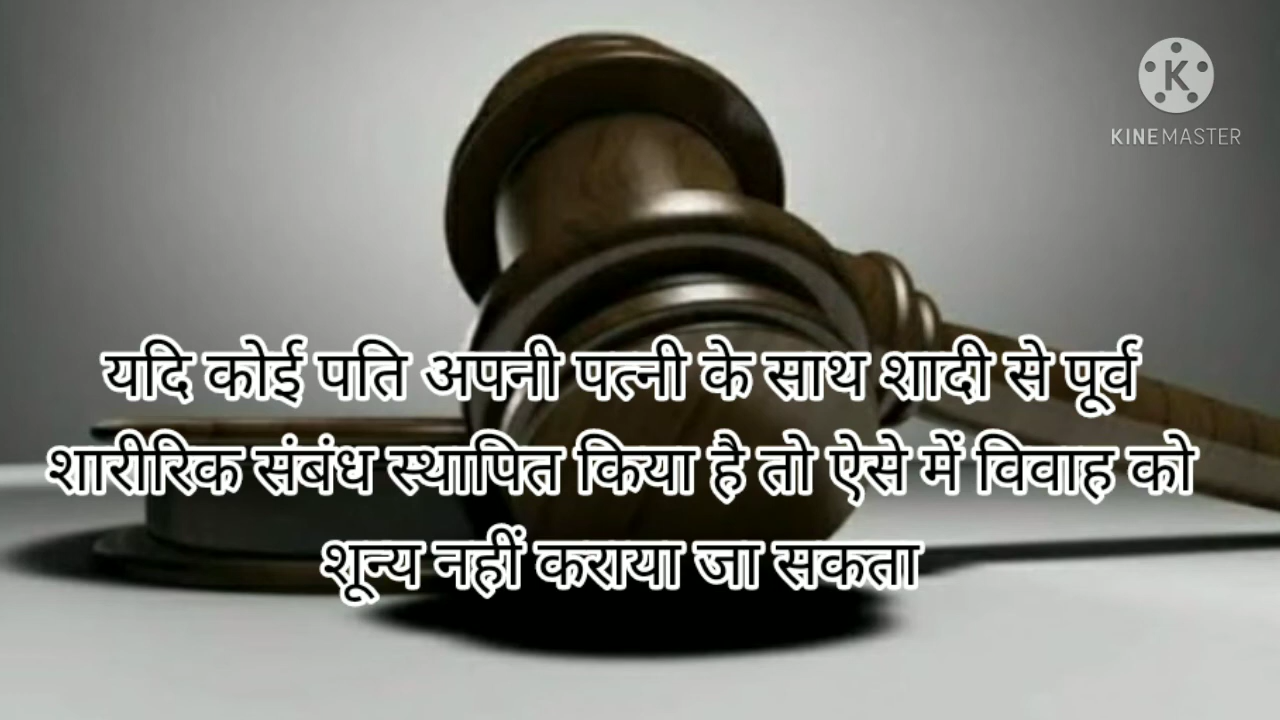 KINEMASTER
यदि कोई पति अपनी पत्नी के साथ शादी से पूर्व
शारीरिक संबंध स्थापित किया है तो ऐसे में विवाह को
शून्य नहीं कराया जा सकता